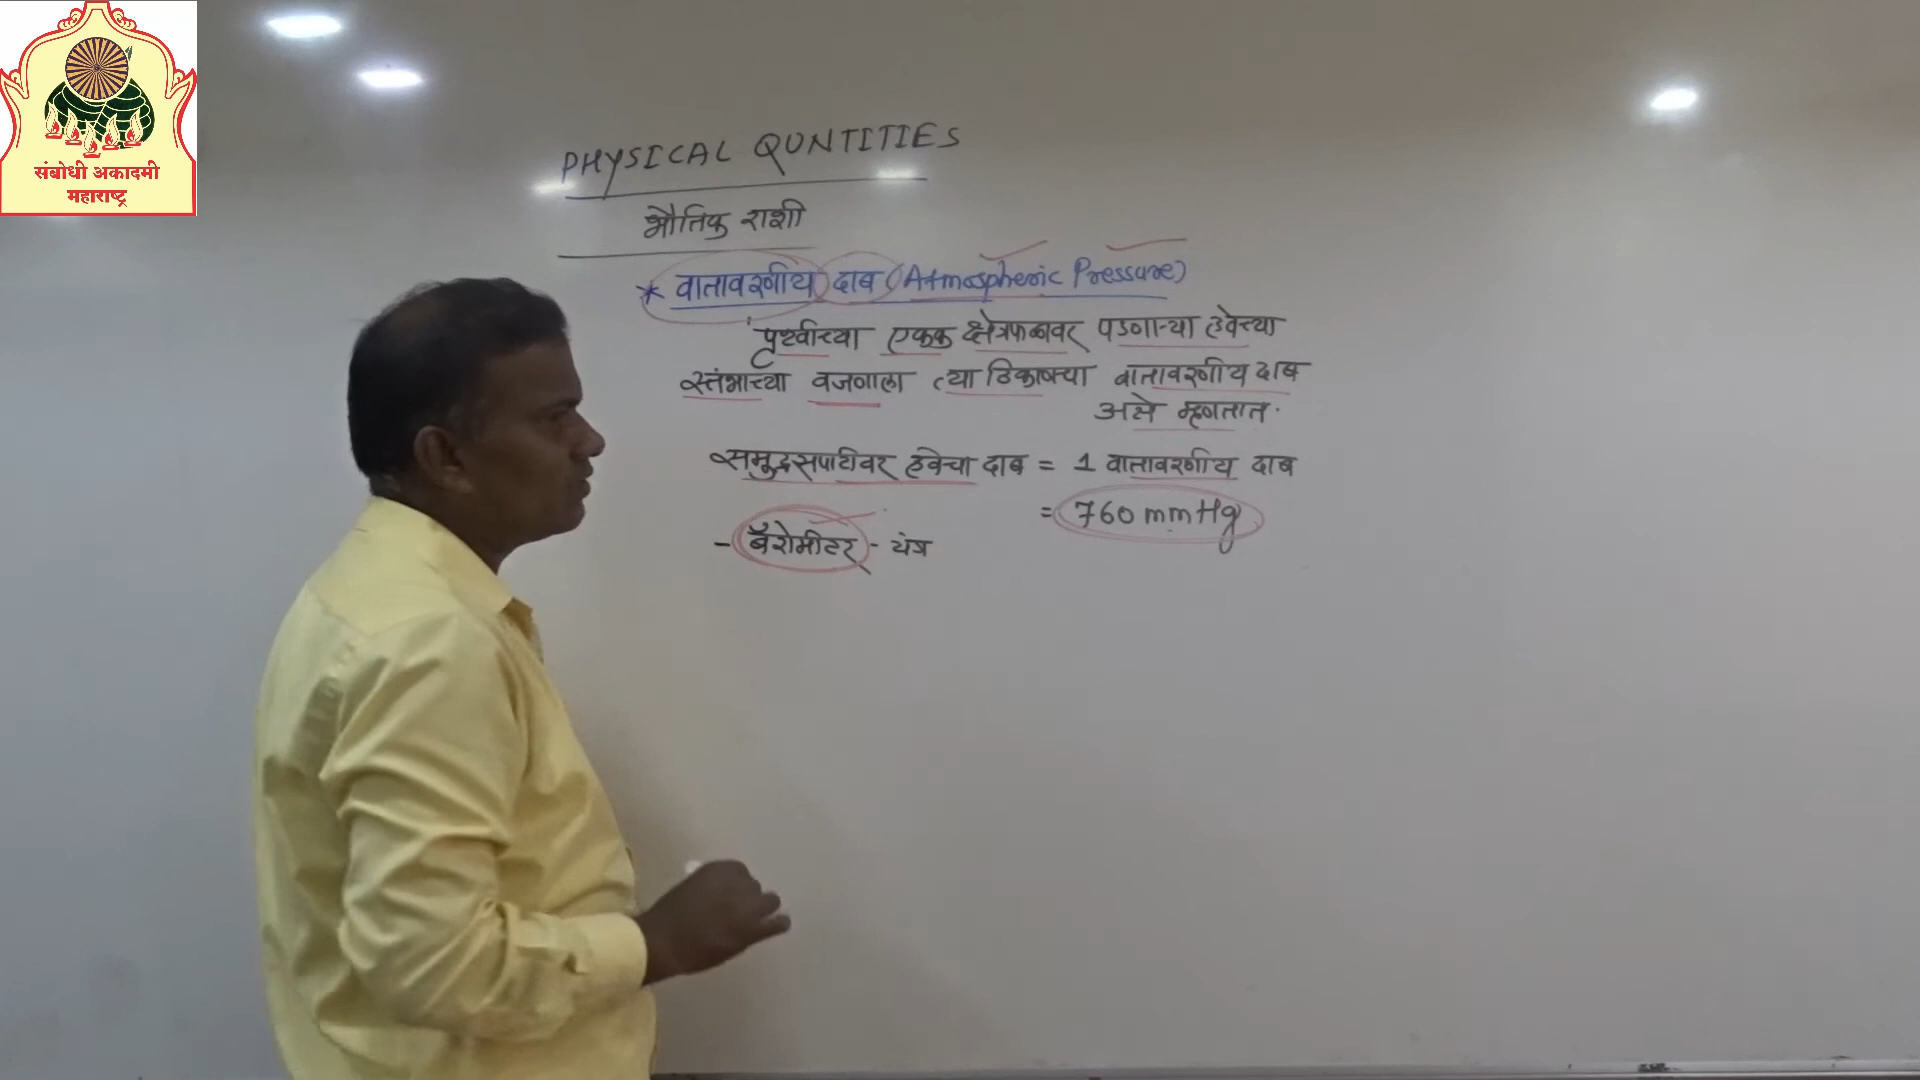 संबोधी अकादमी
महाराष्ट्र
PHYSICAL QUNTITIES
भौतिक राशी
* वातावरणीय दाब (Atmospheric Pressure)
पृथ्वीच्या एकक क्षेत्रफळावर पडणाऱ्या हवेच्या
स्तंभाच्या वजनाला त्या ठिकाणच्या वातावरणीय दाब
असे म्हणतात.
समुद्रसपाटीवर हवेचा दाब = 1 वातावरणीय दाब
= 760 mmHg
- बॅरोमीटर - यंत्र